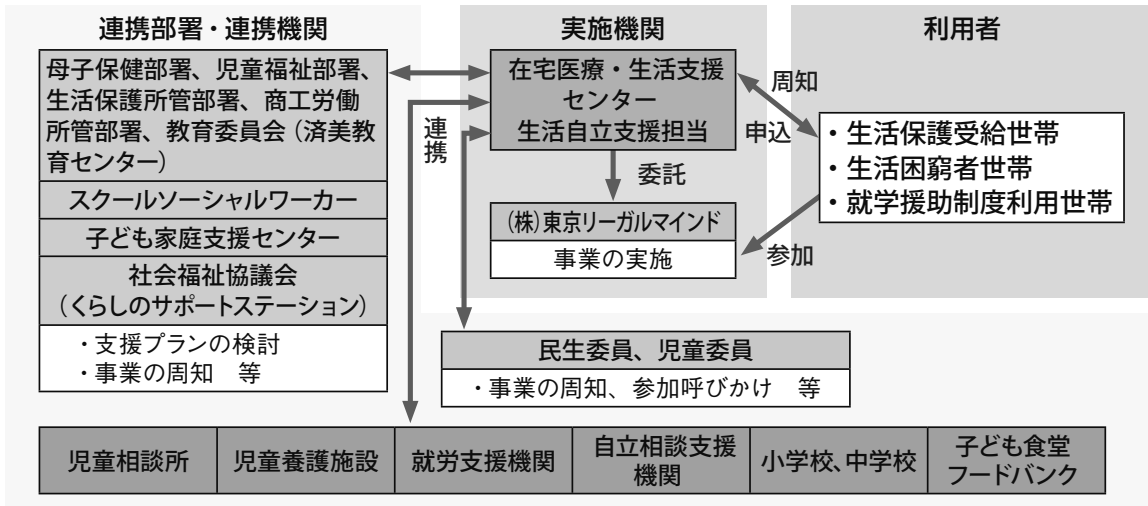 連携部署・連携機関
母子保健部署、児童福祉部署、
生活保護所管部署、商工労働
所管部署、教育委員会（済美教
育センター）
スクールソーシャルワーカー
子ども家庭支援センター
社会福祉協議会
（くらしのサポートステーション）
・支援プランの検討
・事業の周知　等
連携
実施機関
在宅医療・生活支援
センター
生活自立支援担当
委託
(株)東京リーガルマインド
事業の実施
周知
申込
参加
利用者
・生活保護受給世帯
・生活困窮者世帯
・就学援助制度利用世帯
民生委員、児童委員
・事業の周知、参加呼びかけ　等
児童相談所
児童養護施設
就労支援機関
自立相談支援
機関
小学校、中学校
子ども食堂
フードバンク